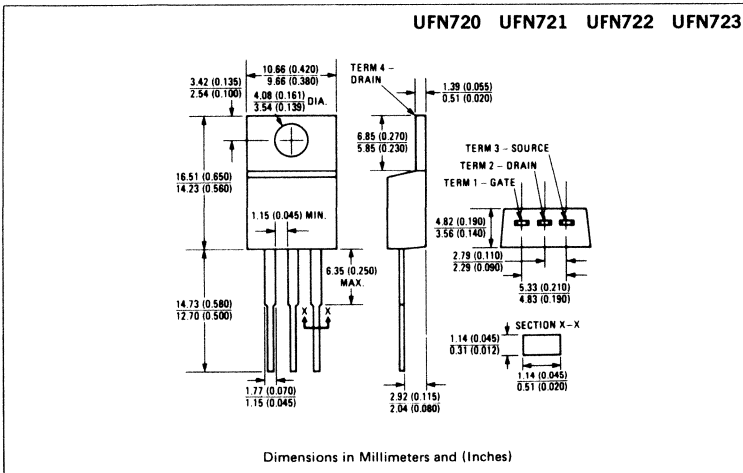 UFN720 UFN721 UFN722 UFN723
10.66 (0.420)
9.66 (0.380)
TERM 4 –
DRAIN
3.42 (0.135)
2.54 (0.100)
4.08 (0.161)
3.54 (0.139)
DIA.
1.39 (0.055)
0.51 (0.020)
6.85 (0.270)
5.85 (0.230)
TERM 3 – SOURCE
TERM 2 – DRAIN
TERM 1 – GATE
16.51 (0.650)
14.23 (0.560)
1.15 (0.045) MIN.
4.82 (0.190)
3.56 (0.140)
2.79 (0.110)
2.29 (0.090)
6.35 (0.250)
MAX.
5.33 (0.210)
4.83 (0.190)
14.73 (0.580)
12.70 (0.500)
X X
SECTION X–X
1.14 (0.045)
0.31 (0.012)
1.14 (0.045)
0.51 (0.020)
1.77 (0.070)
1.15 (0.045)
2.92 (0.115)
2.04 (0.080)
Dimensions in Millimeters and (Inches)